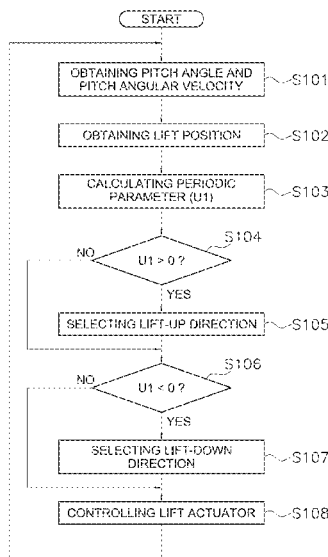 START
OBTAINING PITCH ANGLE AND
PITCH ANGULAR VELOCITY
S101
OBTAINING LIFT POSITION
S102
CALCULATING PERIODIC
PARAMETER (U1)
S103
S104
NO
U1 > 0 ?
YES
SELECTING LIFT-UP DIRECTION
S105
S106
NO
U1 < 0 ?
YES
SELECTING LIFT-DOWN
DIRECTION
S107
CONTROLLING LIFT ACTUATOR
S108